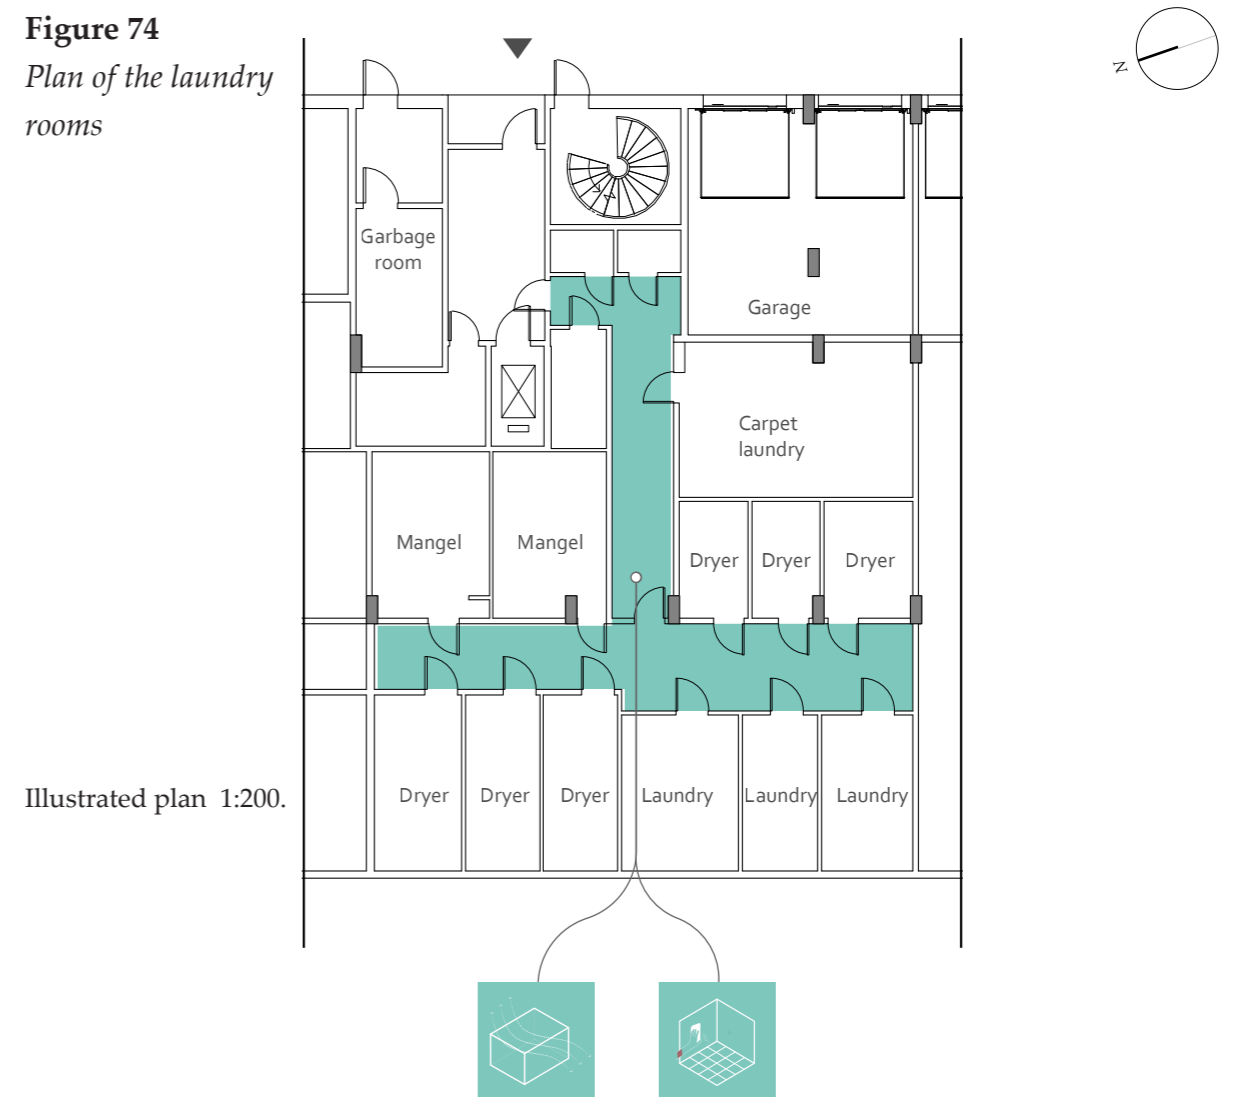 Figure 74
Plan of the laundry
rooms
N
N
Garbage
room
Garage
Carpet
laundry
Mangel
Mangel
Dryer
Dryer
Dryer
Illustrated plan 1:200.
Dryer
Dryer
Dryer
Laundry
Laundry
Laundry